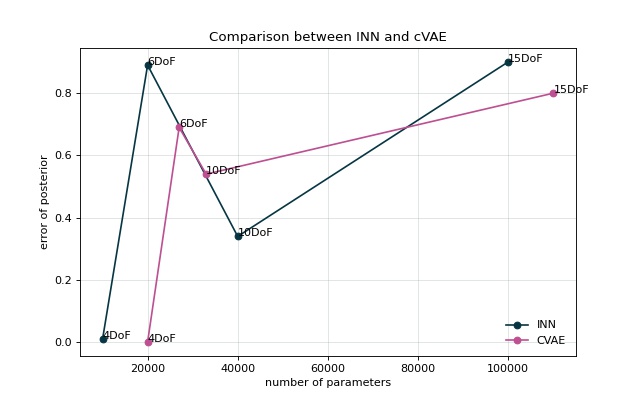 Comparison between INN and cVAE
error of posterior
0.8
0.6
0.4
0.2
0.0
6DoF
15DoF
15DoF
6DoF
10DoF
10DoF
4DoF
4DoF
INN
CVAE
20000 40000 60000 80000 100000
number of parameters